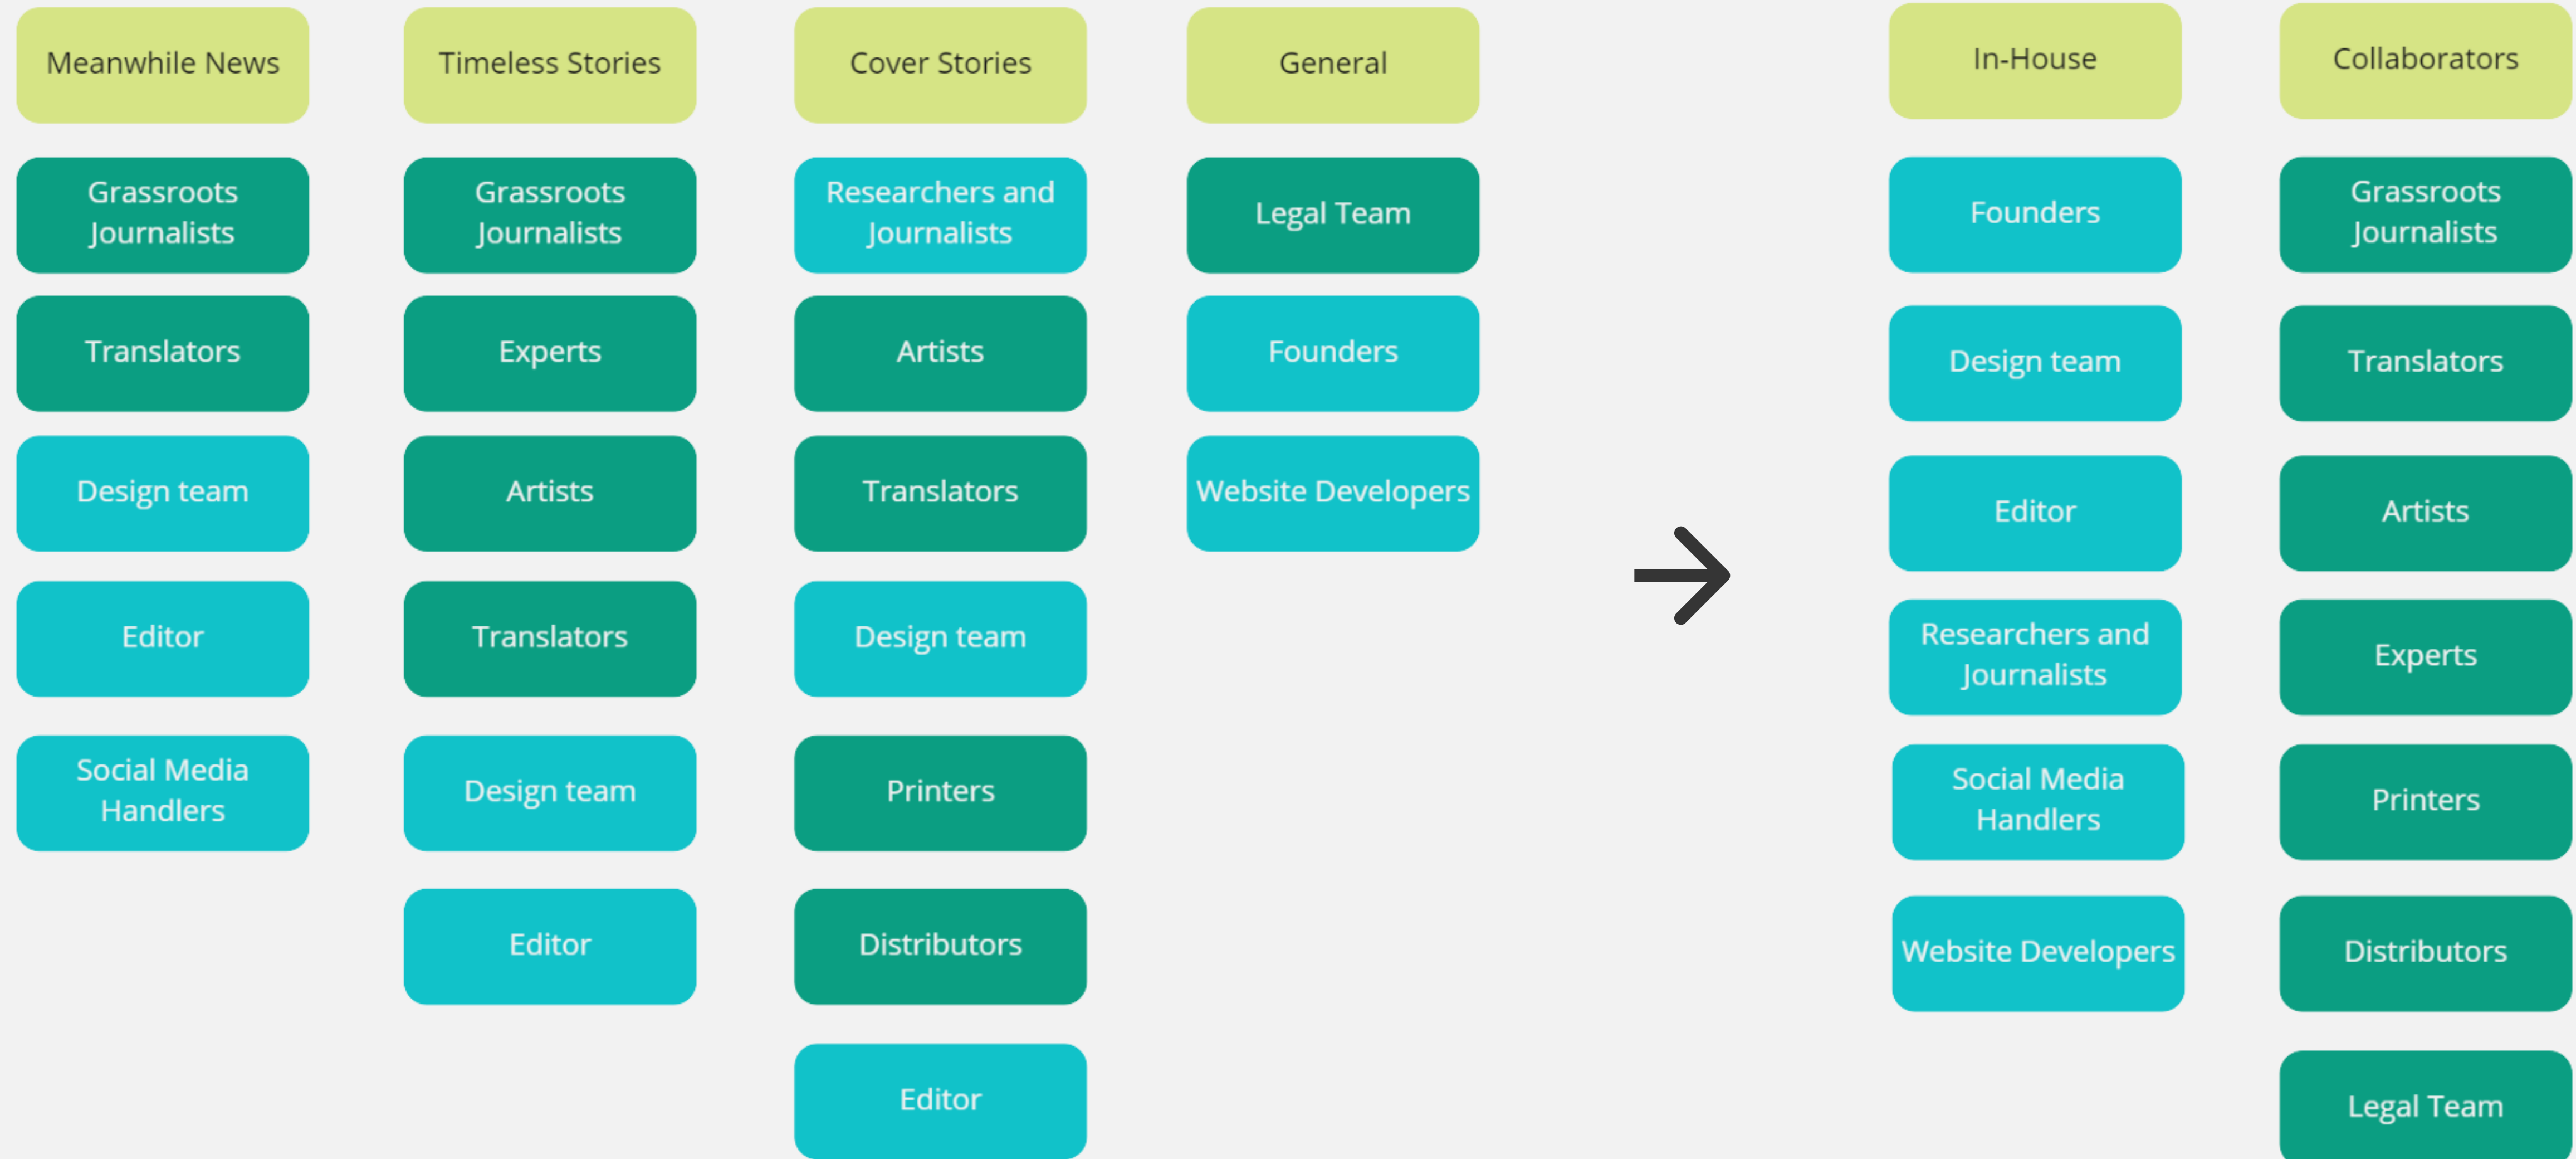 Meanwhile News
Grassroots
Journalists
Translators
Design team
Editor
Social Media
Handlers
Timeless Stories
Grassroots
Journalists
Experts
Artists
Translators
Design team
Editor
Cover Stories
Researchers and
Journalists
Artists
Translators
Design team
Printers
Distributors
Editor
General
Legal Team
Founders
Website Developers
In-House
Founders
Design team
Editor
Researchers and
Journalists
Social Media
Handlers
Website Developers
Collaborators
Grassroots
Journalists
Translators
Artists
Experts
Printers
Distributors
Legal Team